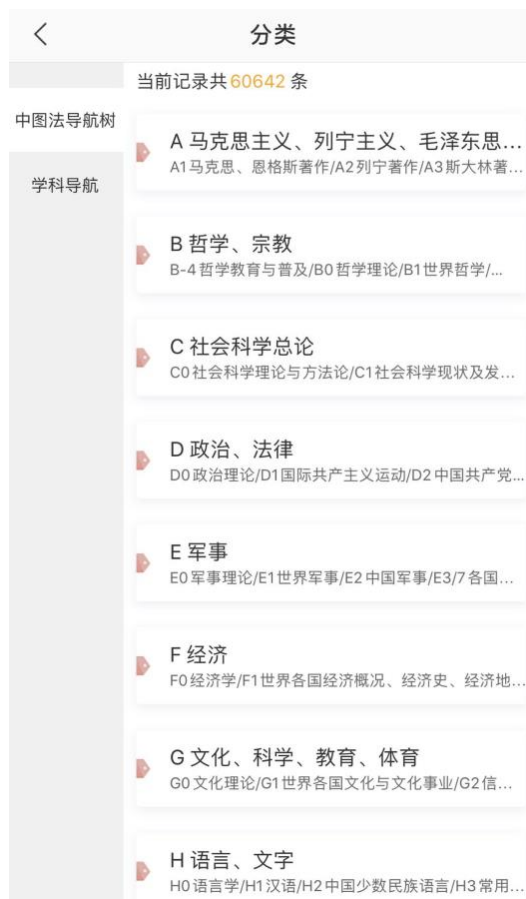 分类
当前记录共60642 条
中图法导航树
学科导航
A 马克思主义、列宁主义、毛泽东思...
A1马克思、恩格斯著作/A2列宁著作/A3斯大林著...
B 哲学、宗教
B-4哲学教育与普及/B0哲学理论/B1世界哲学/...
C 社会科学总论
C0社会科学理论与方法论/C1社会科学现状及发...
D 政治、法律
D0政治理论/D1国际共产主义运动/D2中国共产党...
E 军事
E0军事理论/E1世界军事/E2中国军事/E3/7各国...
F 经济
F0经济学/F1世界各国经济概况、经济史、经济地...
G 文化、科学、教育、体育
G0文化理论/G1世界各国文化与文化事业/G2信...
H 语言、文字
H0语言学/H1汉语/H2中国少数民族语言/H3常用...